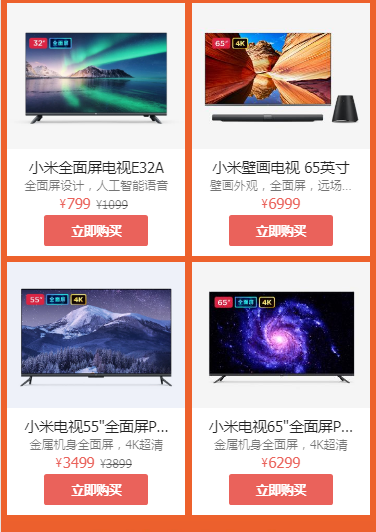 32" 全面屏
65" 4K
小米全面屏电视E32A
全面屏设计，人工智能语音
¥799 ¥1099
立即购买
小米壁画电视 65英寸
壁画外观，全面屏，远场...
¥6999
立即购买
55" 全面屏 4K
65" 全面屏 4K
小米电视55"全面屏P...
金属机身全面屏，4K超清
¥3499 ¥3899
立即购买
小米电视65"全面屏P...
金属机身全面屏，4K超清
¥6299
立即购买